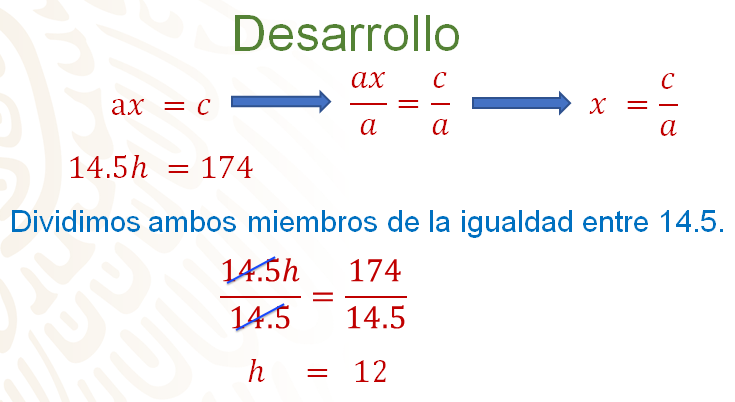 Desarrollo
ax = c → ax/a = c/a → x = c/a
14.5h = 174
Dividimos ambos miembros de la igualdad entre 14.5.
14.5h/14.5 = 174/14.5
h = 12